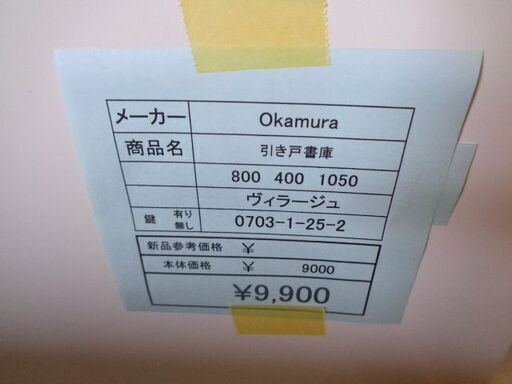 メーカー Okamura
商品名 引き戸書庫
800 400 1050
ヴィラージュ
鍵 有り 無し 0703-1-25-2
新品参考価格 ¥
本体価格 ¥ 9000
¥9,900